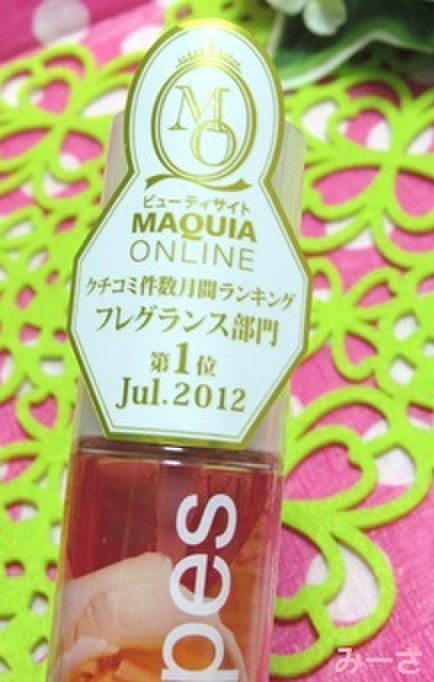 MO
ビューティサイト
MAQUIA
ONLINE
クチコミ件数月間ランキング
フレグランス部門
第1位
Jul.2012
pes
みーさ